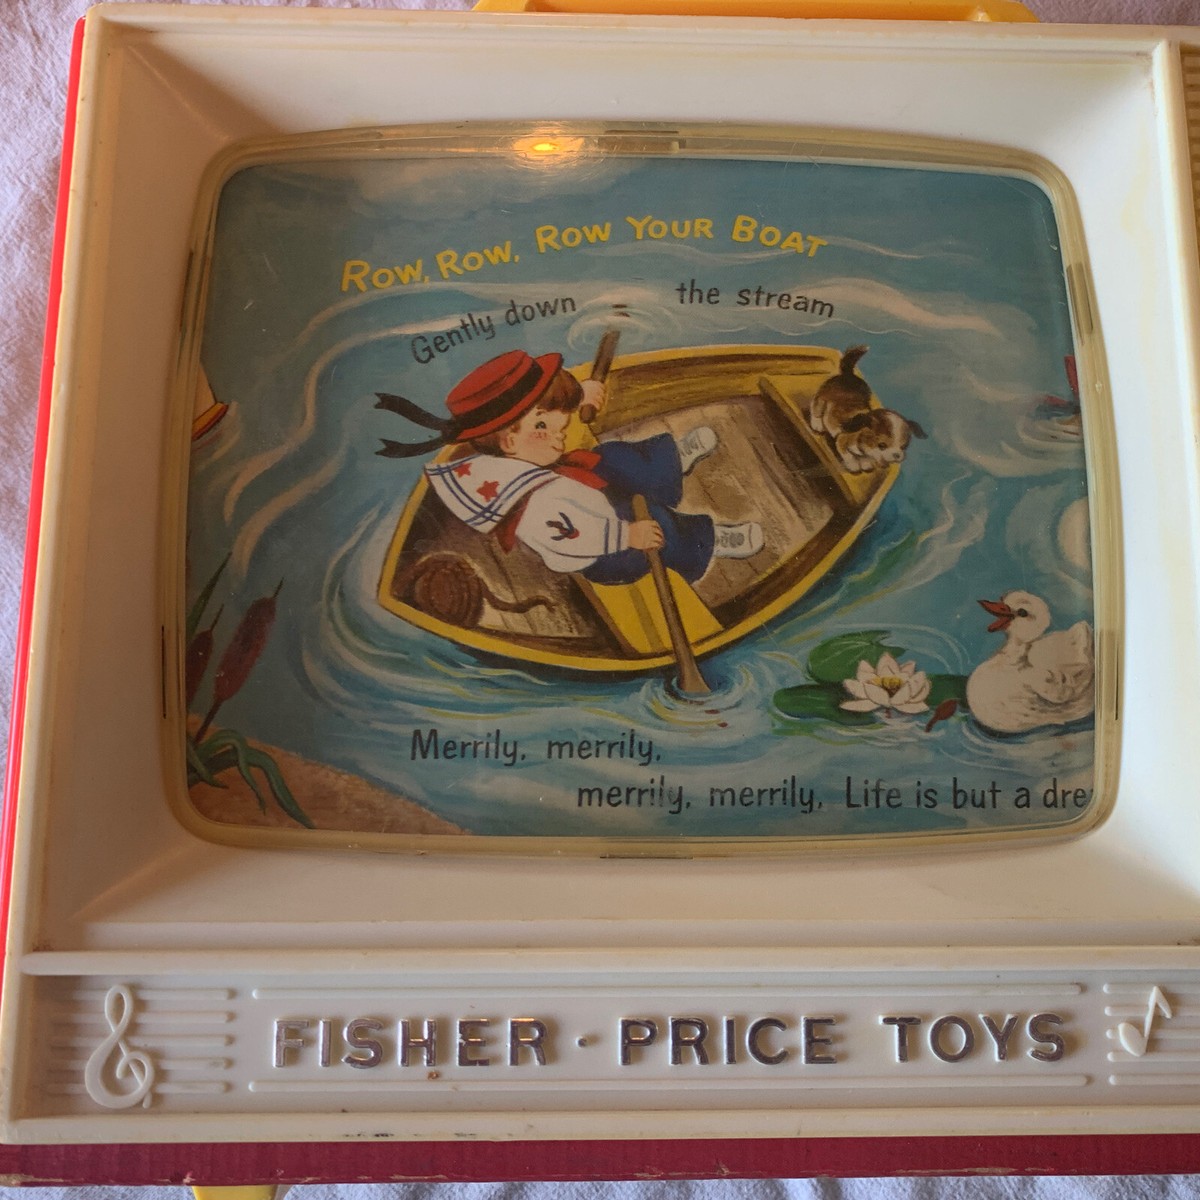 Row, Row, Row Your Boat
Gently down the stream
Merrily, merrily,
merrily, merrily, Life is but a dre
FISHER·PRICE TOYS